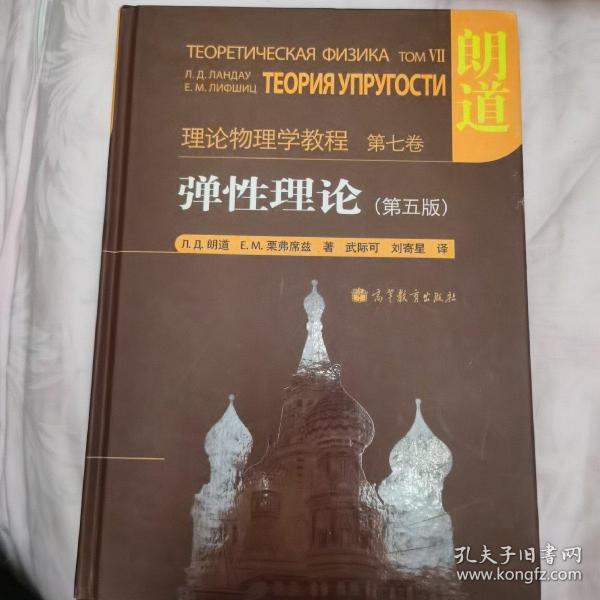 ТЕОРЕТИЧЕСКАЯ ФИЗИКА ТОМ VII
Л. Д. ЛАНДАУ
Е. М. ЛИФШИЦ
ТЕОРИЯ УПРУГОСТИ
朗道
理论物理学教程 第七卷
弹性理论(第五版)
Л. Д. 朗道 Е. М. 栗弗席兹 著 武际可 刘寄星 译
高等教育出版社
孔夫子旧书网
www.kongfz.com